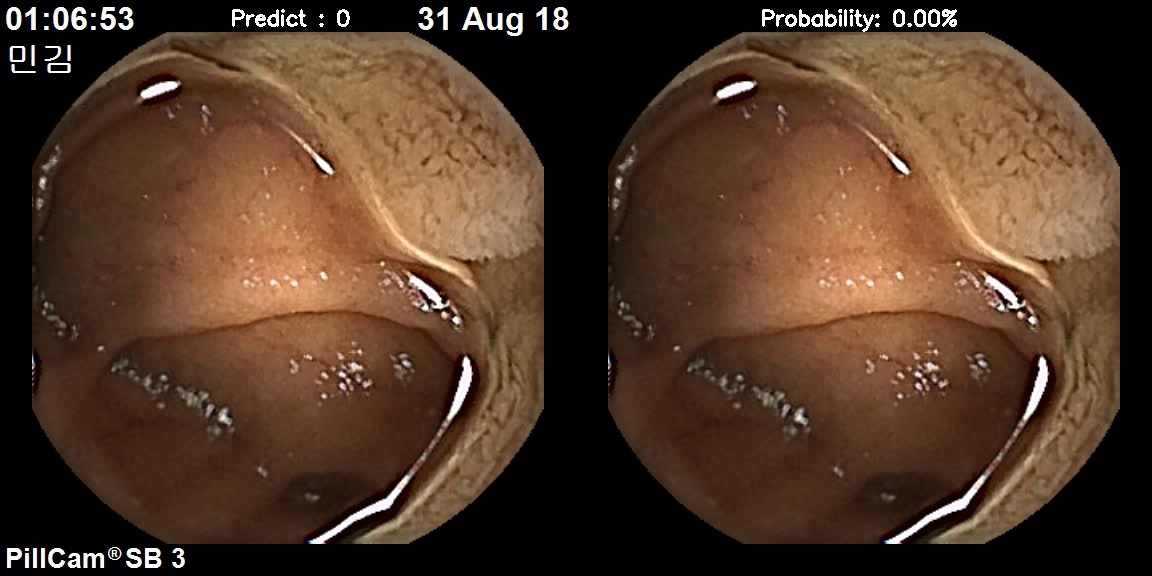 01:06:53 Predict : 0 31 Aug 18 Probability: 0.00%
민김
PillCam® SB 3